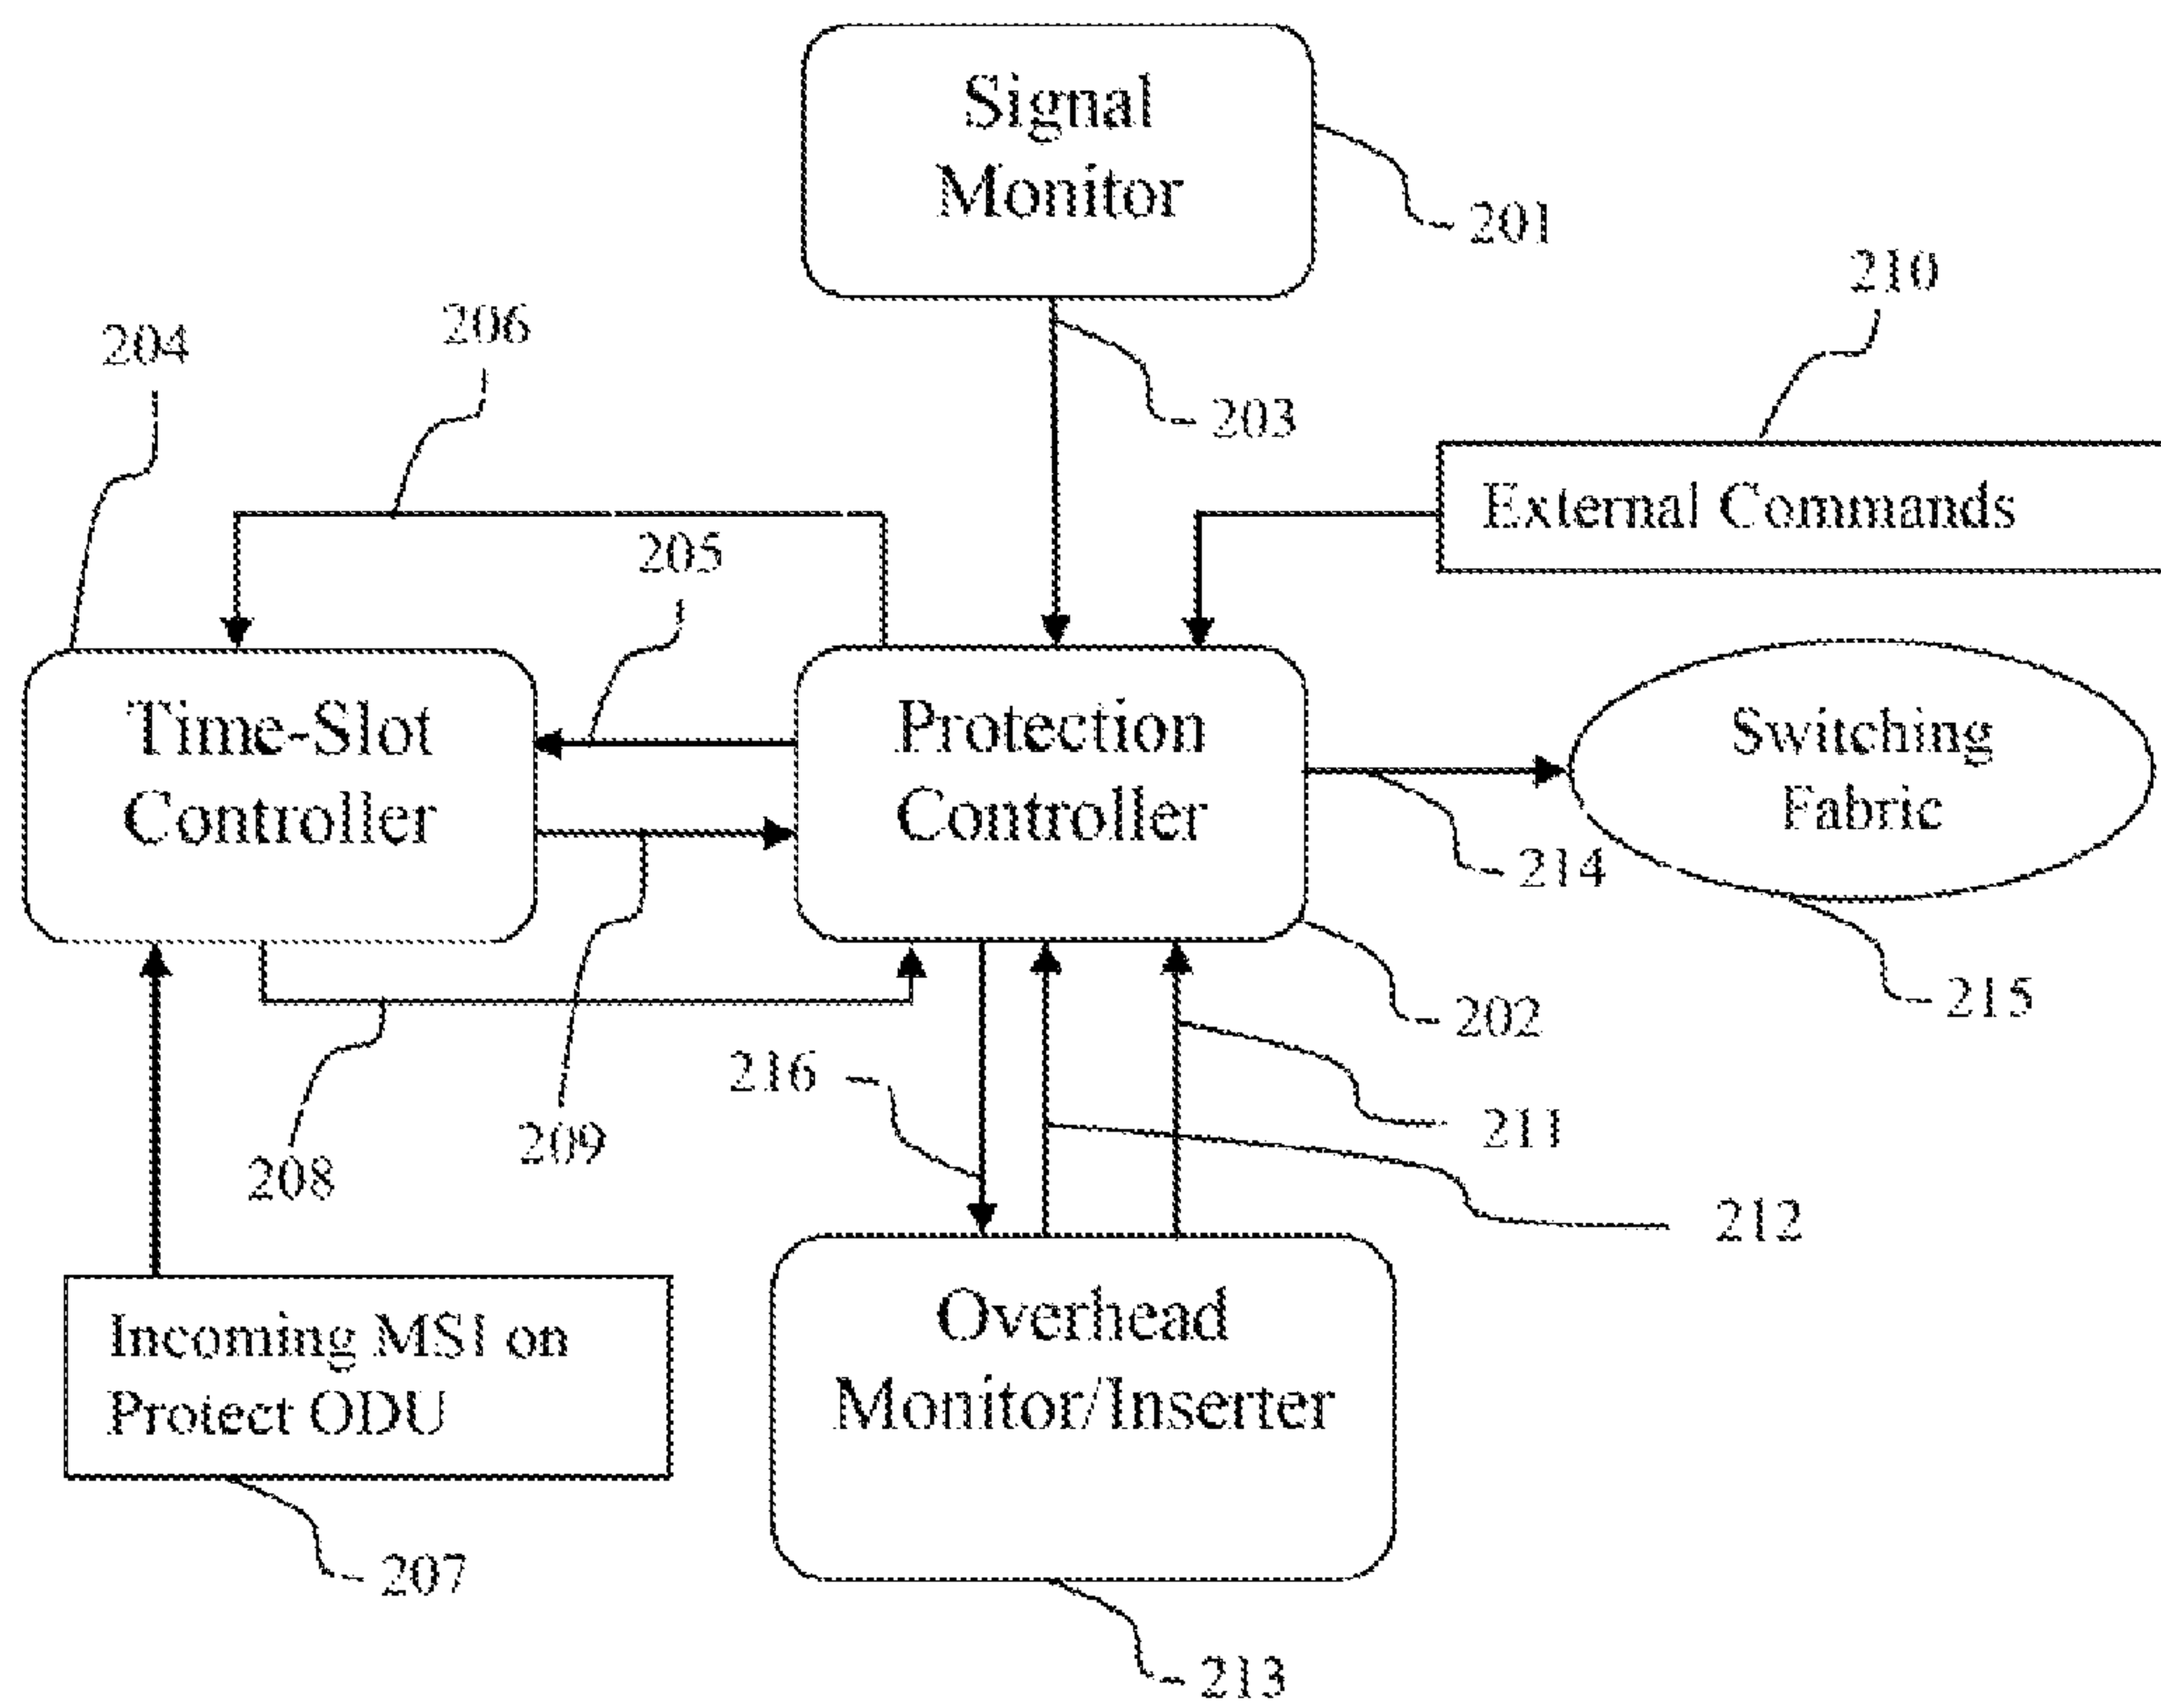 Signal
Monitor
201
210
206
204
203
External Commands
205
Time-Slot
Controller
Protection
Controller
Switching
Fabric
214
215
202
216
211
209
208
212
Incoming MSI on
Protect ODU
Overhead
Monitor/Inserter
207
213